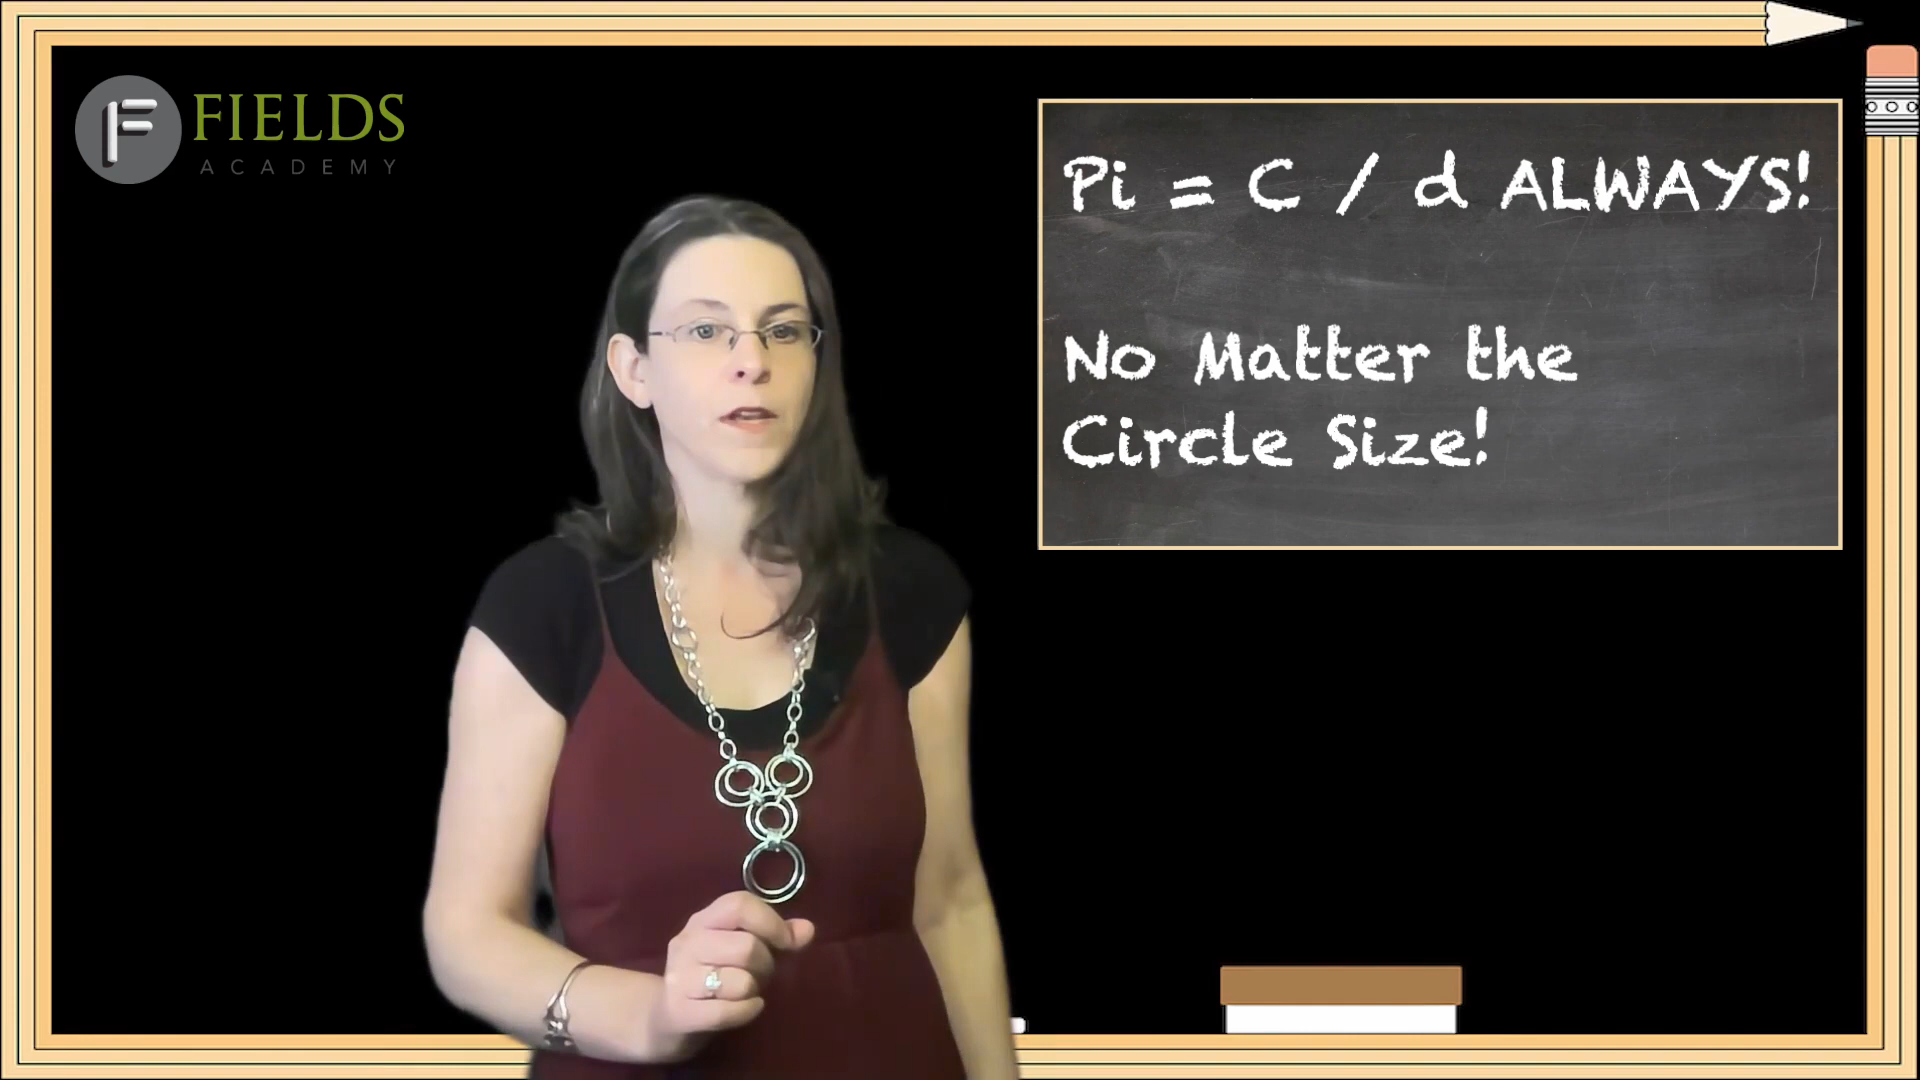 FIELDS
ACADEMY
Pi = C / d ALWAYS!
No Matter the
Circle Size!